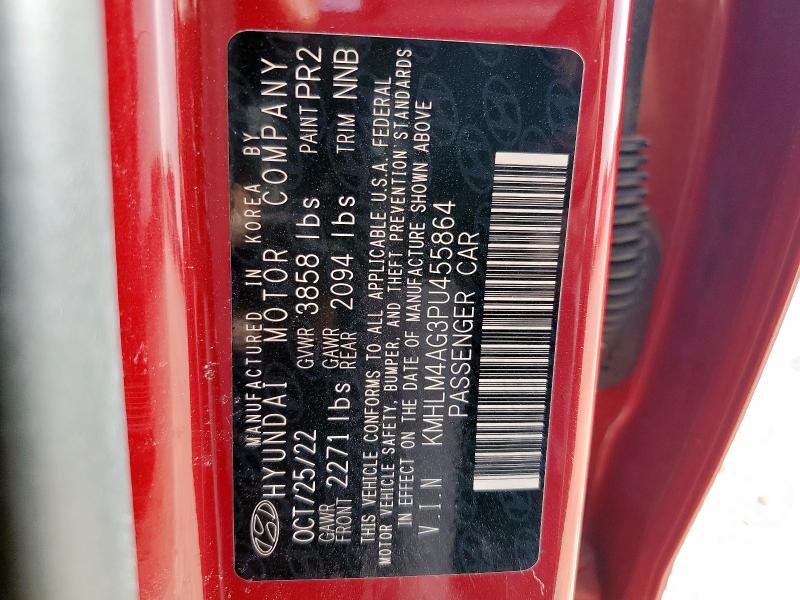 MANUFACTURED IN KOREA BY
HYUNDAI MOTOR COMPANY
OCT/25/22 GVWR 3858 lbs PAINT PR2
GAWR FRONT 2271 lbs GAWR REAR 2094 lbs TRIM NNB
THIS VEHICLE CONFORMS TO ALL APPLICABLE U.S.A. FEDERAL
MOTOR VEHICLE SAFETY, BUMPER, AND THEFT PREVENTION STANDARDS
IN EFFECT ON THE DATE OF MANUFACTURE SHOWN ABOVE
V.I.N KMHLM4AG3PU455864
PASSENGER CAR